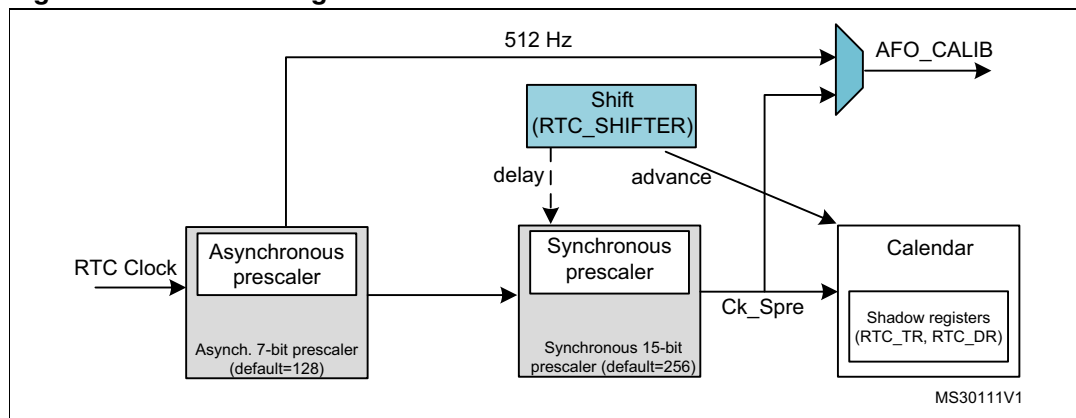 512 Hz
AFO_CALIB
Shift
(RTC_SHIFTER)
delay
advance
RTC Clock
Asynchronous
prescaler
Asynch. 7-bit prescaler
(default=128)
Synchronous
prescaler
Synchronous 15-bit
prescaler (default=256)
Ck_Spre
Calendar
Shadow registers
(RTC_TR, RTC_DR)
MS30111V1